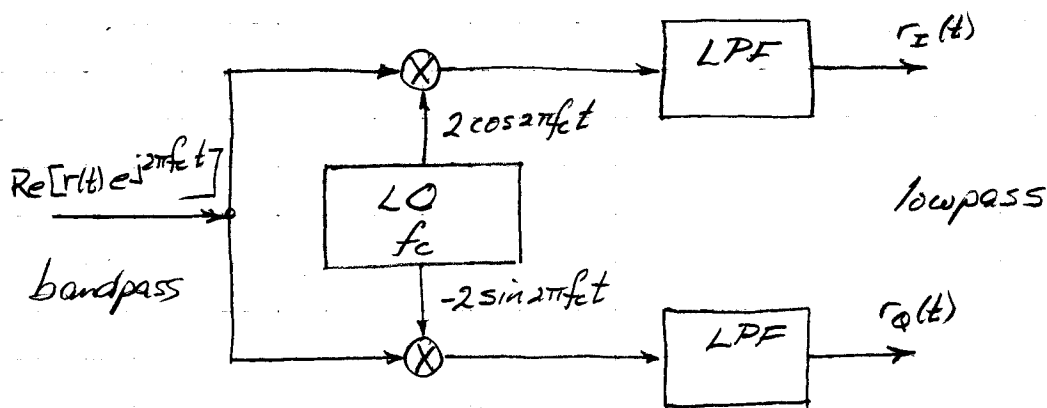 LPF
r_I(t)
2cos2πf_ct
Re[r(t)e^{j2πf_ct}]
LO
f_c
lowpass
bandpass
-2sin2πf_ct
LPF
r_Q(t)